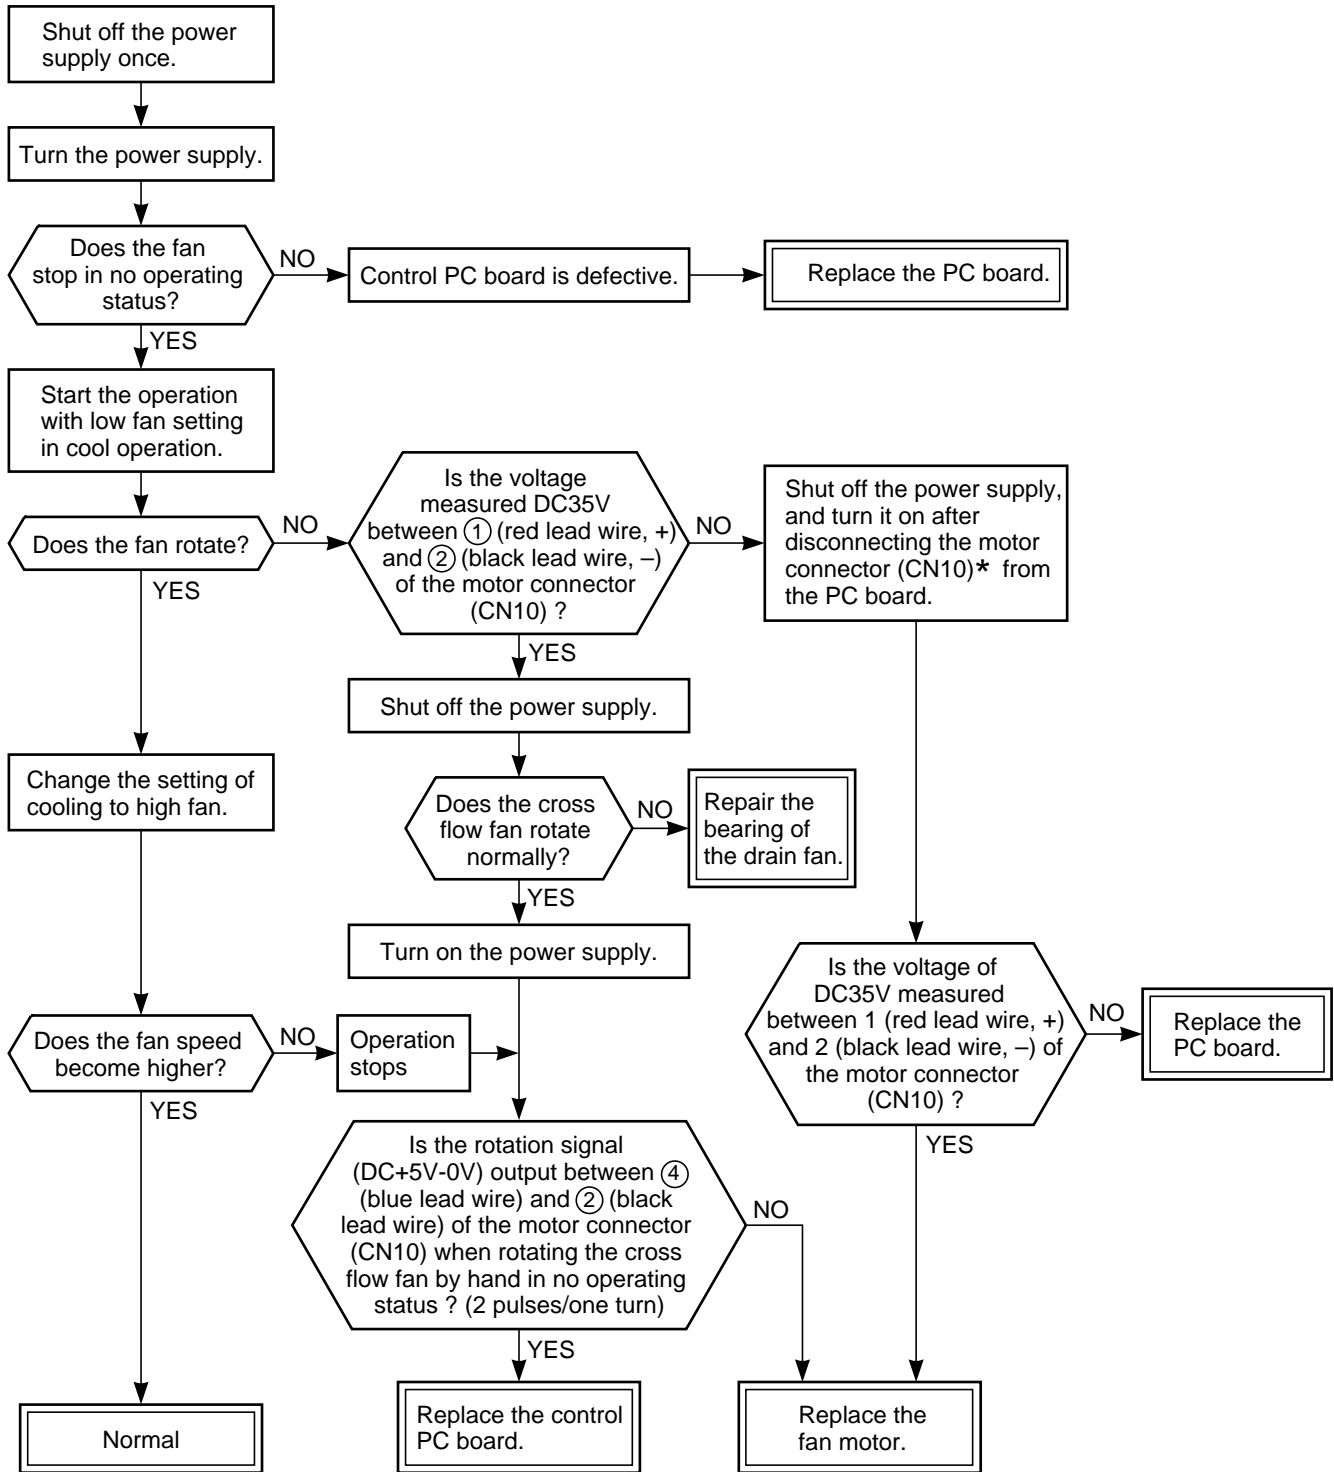 Shut off the power
supply once.
Turn the power supply.
Does the fan
stop in no operating
status?
NO
Control PC board is defective.
Replace the PC board.
YES
Start the operation
with low fan setting
in cool operation.
Does the fan rotate?
NO
Is the voltage
measured DC35V
between ① (red lead wire, +)
and ② (black lead wire, –)
of the motor connector
(CN10) ?
NO
Shut off the power supply,
and turn it on after
disconnecting the motor
connector (CN10)* from
the PC board.
YES
YES
Shut off the power supply.
Change the setting of
cooling to high fan.
Does the cross
flow fan rotate
normally?
NO
Repair the
bearing of
the drain fan.
YES
Turn on the power supply.
Is the voltage of
DC35V measured
between 1 (red lead wire, +)
and 2 (black lead wire, –) of
the motor connector
(CN10) ?
NO
Replace the
PC board.
Does the fan speed
become higher?
NO
Operation
stops
YES
YES
Is the rotation signal
(DC+5V-0V) output between ④
(blue lead wire) and ② (black
lead wire) of the motor connector
(CN10) when rotating the cross
flow fan by hand in no operating
status ? (2 pulses/one turn)
NO
YES
Normal
Replace the control
PC board.
Replace the
fan motor.